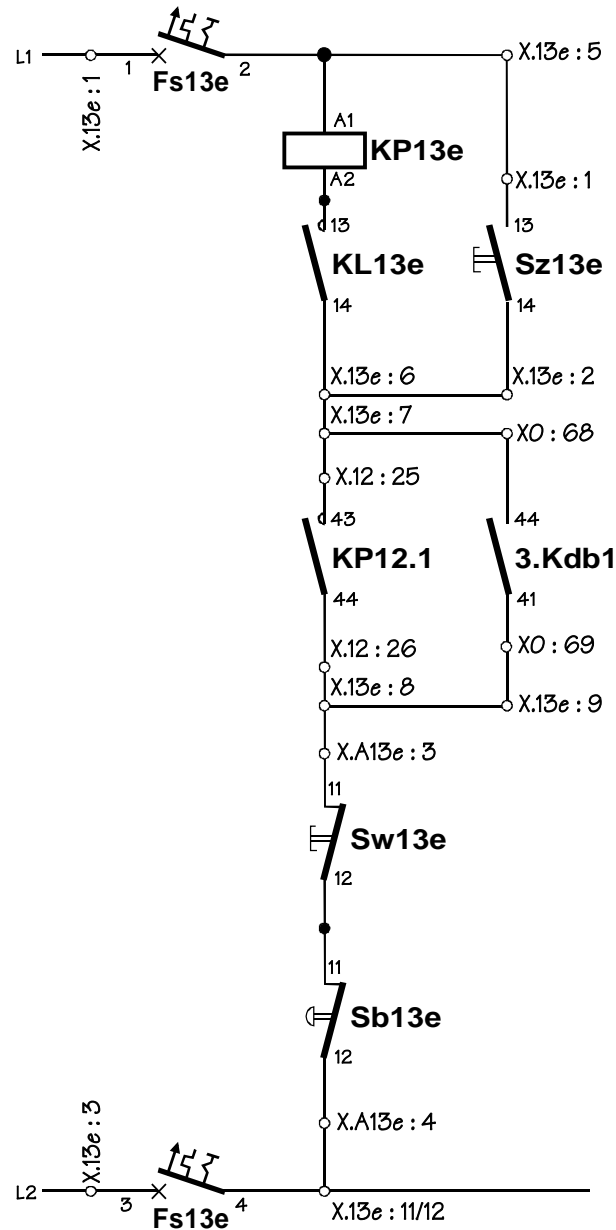 L1
1
2
Fs13e
X.13e : 1
X.13e : 5
A1
KP13e
A2
X.13e : 1
13
KL13e
14
13
Sz13e
14
X.13e : 6
X.13e : 2
X.13e : 7
X0 : 68
X.12 : 25
43
KP12.1
44
44
3.Kdb1
41
X.12 : 26
X0 : 69
X.13e : 8
X.13e : 9
X.A13e : 3
11
Sw13e
12
11
Sb13e
12
X.A13e : 4
X.13e : 3
L2
3
4
Fs13e
X.13e : 11/12